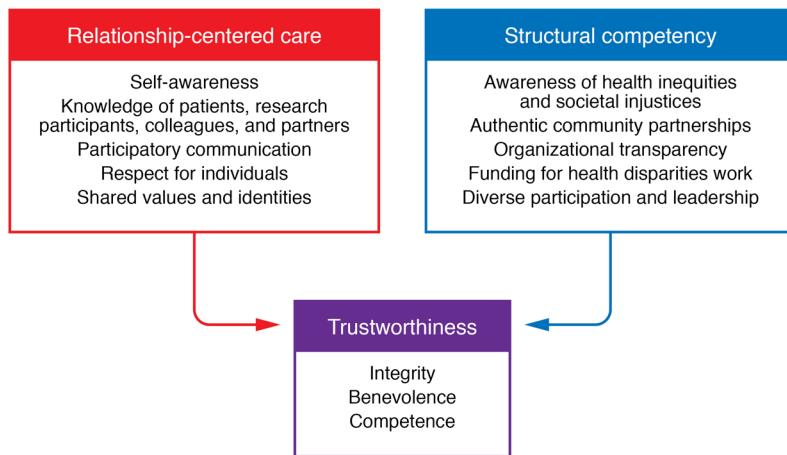 Relationship-centered care
Self-awareness
Knowledge of patients, research
participants, colleagues, and partners
Participatory communication
Respect for individuals
Shared values and identities
Structural competency
Awareness of health inequities
and societal injustices
Authentic community partnerships
Organizational transparency
Funding for health disparities work
Diverse participation and leadership
Trustworthiness
Integrity
Benevolence
Competence